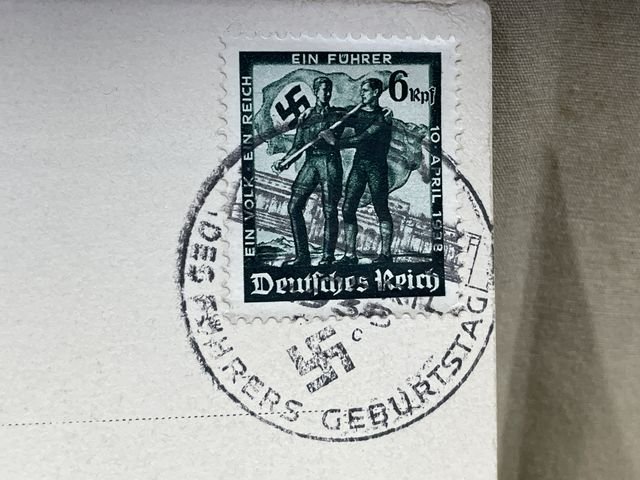 EIN VOLK · EIN REICH
EIN FÜHRER
6 Rpf
10 · APRIL · 1938
Deutsches Reich
DES FÜHRERS GEBURTSTAG
c